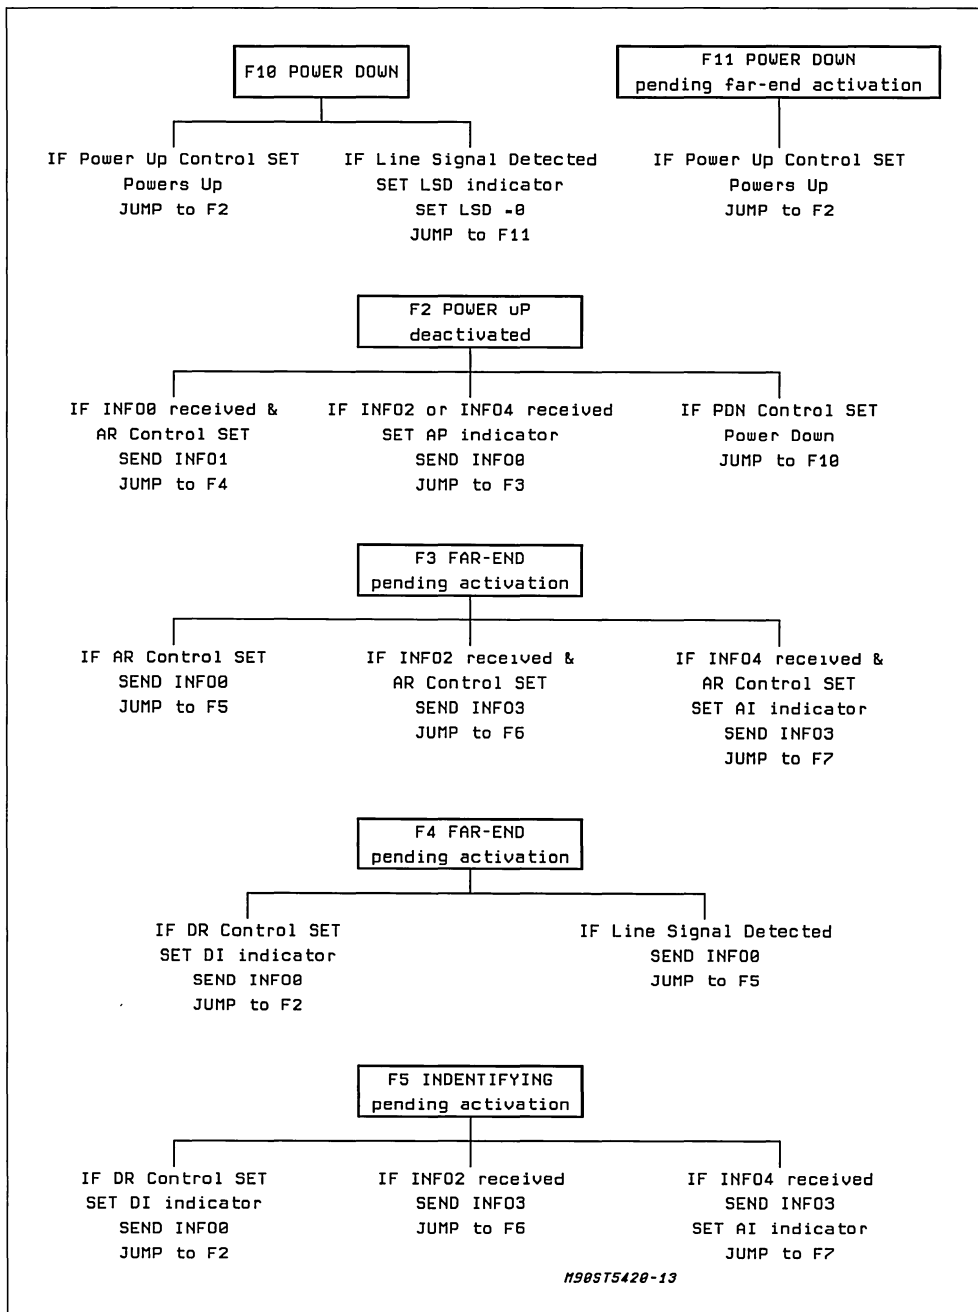 F10 POWER DOWN
F11 POWER DOWN
pending far-end activation
IF Power Up Control SET
Powers Up
JUMP to F2
IF Line Signal Detected
SET LSD indicator
SET LSD -0
JUMP to F11
IF Power Up Control SET
Powers Up
JUMP to F2
F2 POWER uP
deactivated
IF INFO0 received &
AR Control SET
SEND INFO1
JUMP to F4
IF INFO2 or INFO4 received
SET AP indicator
SEND INFO0
JUMP to F3
IF PDN Control SET
Power Down
JUMP to F10
F3 FAR-END
pending activation
IF AR Control SET
SEND INFO0
JUMP to F5
IF INFO2 received &
AR Control SET
SEND INFO3
JUMP to F6
IF INFO4 received &
AR Control SET
SET AI indicator
SEND INFO3
JUMP to F7
F4 FAR-END
pending activation
IF DR Control SET
SET DI indicator
SEND INFO0
JUMP to F2
IF Line Signal Detected
SEND INFO0
JUMP to F5
F5 INDENTIFYING
pending activation
IF DR Control SET
SET DI indicator
SEND INFO0
JUMP to F2
IF INFO2 received
SEND INFO3
JUMP to F6
IF INFO4 received
SEND INFO3
SET AI indicator
JUMP to F7
M90ST5420-13